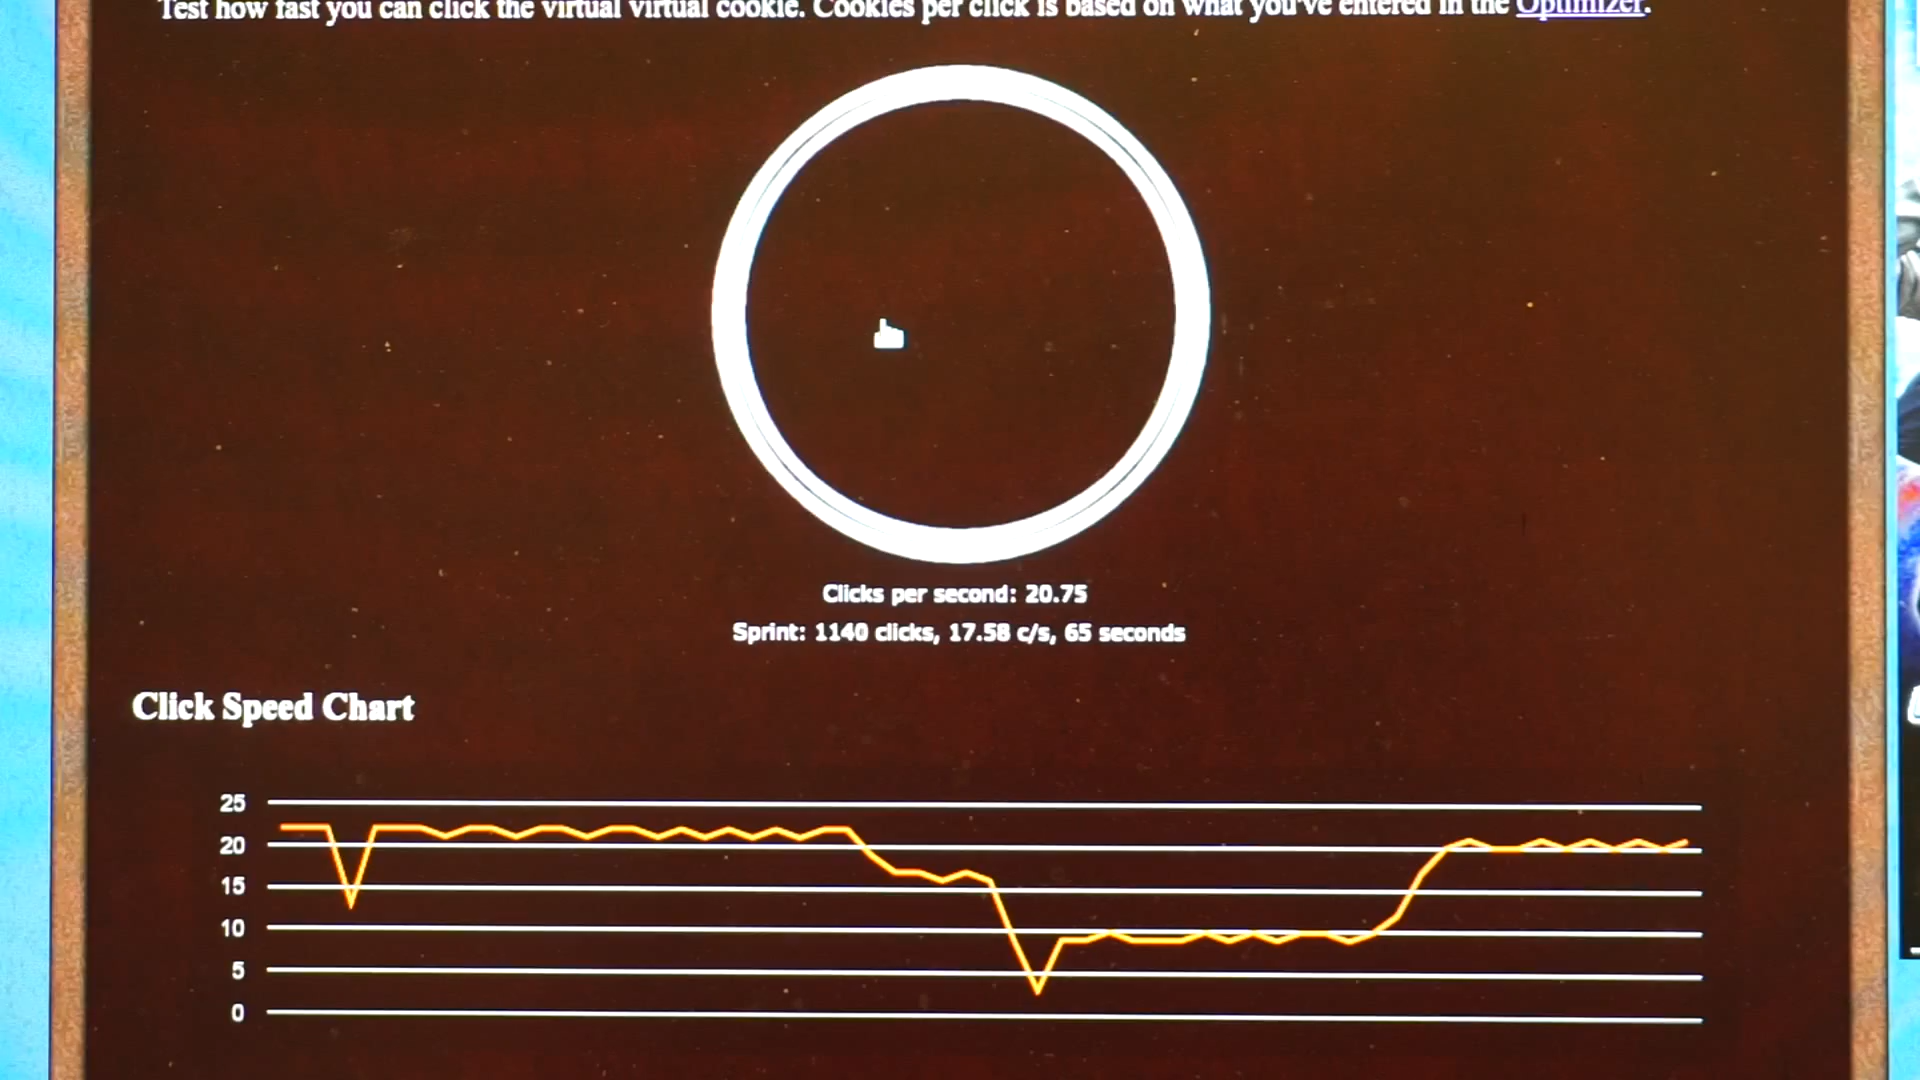 Test how fast you can click the virtual virtual cookie. Cookies per click is based on what you've entered in the Optimizer.
Clicks per second: 20.75
Sprint: 1140 clicks, 17.58 c/s, 65 seconds
Click Speed Chart
25
20
15
10
5
0